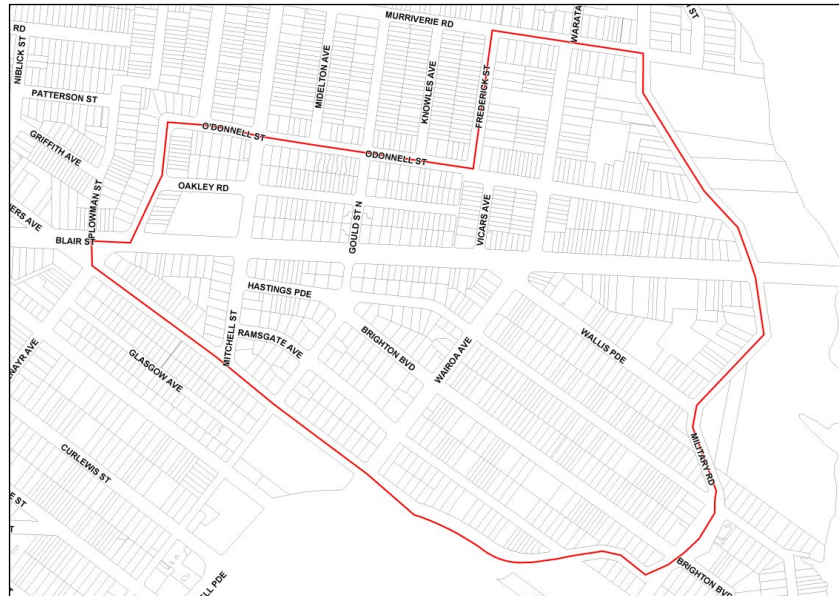 MURRIVERIE RD
RD
NIBLICK ST
MIDELTON AVE
KNOWLES AVE
FREDERICK ST
PATTERSON ST
O'DONNELL ST
ODONNELL ST
GRIFFITH AVE
OAKLEY RD
PLOWMAN ST
GOULD ST N
VICARS AVE
BLAIR ST
HASTINGS PDE
MITCHELL ST
RAMSGATE AVE
BRIGHTON BVD
WAIROA AVE
WALLIS PDE
GLASGOW AVE
CURLEWIS ST
MILITARY RD
BRIGHTON BVD